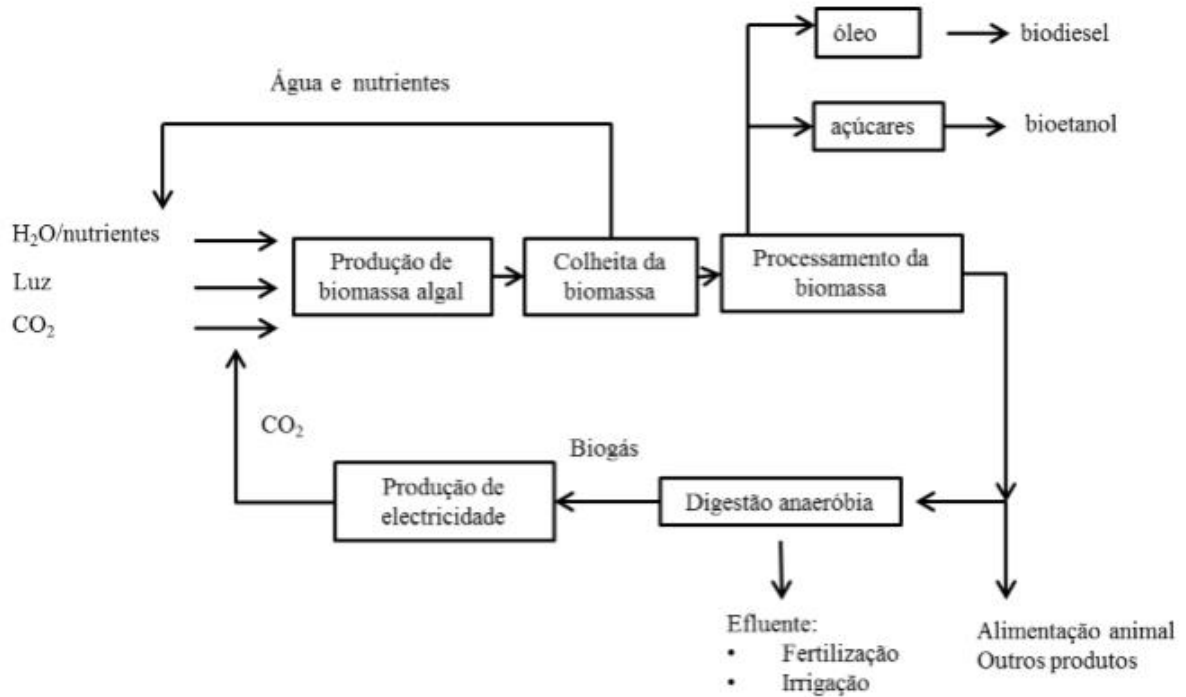 óleo
biodiesel
Água e nutrientes
açúcares
bioetanol
H₂O/nutrientes
Luz
CO₂
Produção de
biomassa algal
Colheita da
biomassa
Processamento da
biomassa
CO₂
Biogás
Produção de
electricidade
Digestão anaeróbia
Efluente:
• Fertilização
• Irrigação
Alimentação animal
Outros produtos